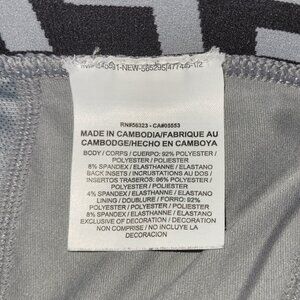 RN#56323 - CA#05553
MADE IN CAMBODIA/FABRIQUE AU
CAMBODGE/HECHO EN CAMBOYA
BODY / CORPS / CUERPO: 92% POLYESTER /
POLYESTER / POLIESTER
8% SPANDEX / ELASTHANNE / ELASTANO
BACK INSETS / INCRUSTATIONS AU DOS /
INSERTOS TRASEROS: 96% POLYESTER /
POLYESTER / POLIESTER
4% SPANDEX / ELASTHANNE / ELASTANO
LINING / DOUBLURE / FORRO: 92%
POLYESTER / POLYESTER / POLIESTER
8% SPANDEX / ELASTHANNE / ELASTANO
EXCLUSIVE OF DECORATION / DECORATIONS
NON COMPRISE / NO INCLUYE LA
DECORACION